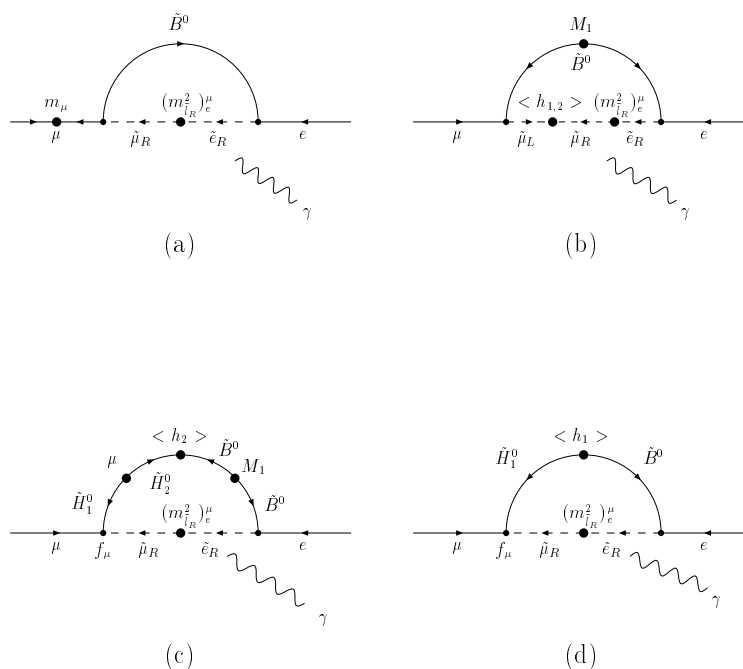 B̃⁰
m_μ
(m²_{l̃_R})^μ_e
μ
μ̃_R
ẽ_R
e
γ
(a)
M₁
B̃⁰
< h_{1,2} >
(m²_{l̃_R})^μ_e
μ
μ̃_L
μ̃_R
ẽ_R
e
γ
(b)
< h₂ >
μ
B̃⁰
M₁
H̃⁰₂
H̃⁰₁
B̃⁰
(m²_{l̃_R})^μ_e
μ
f_μ
μ̃_R
ẽ_R
e
γ
(c)
< h₁ >
H̃⁰₁
B̃⁰
(m²_{l̃_R})^μ_e
μ
f_μ
μ̃_R
ẽ_R
e
γ
(d)